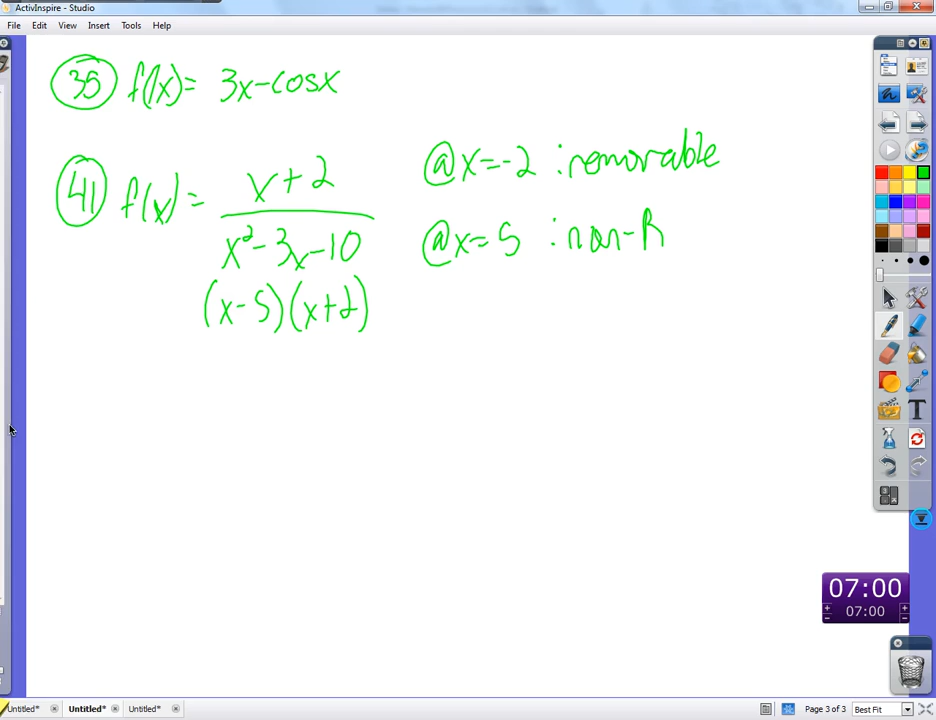 ActivInspire - Studio
File Edit View Insert Tools Help
35 f(x)= 3x-cosx
41 f(x)= x+2
x²-3x-10
(x-5)(x+2)
@x=-2 : removable
@x=5 : non-R
07:00
07:00
Untitled* Untitled* Untitled*
Page 3 of 3 Best Fit